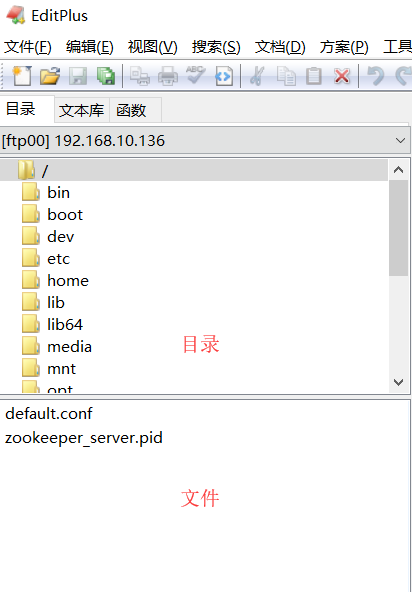 EditPlus
文件(F) 编辑(E) 视图(V) 搜索(S) 文档(D) 方案(P) 工具
目录 文本库 函数
[ftp00] 192.168.10.136
/
bin
boot
dev
etc
home
lib
lib64
media
目录
mnt
opt
default.conf
zookeeper_server.pid
文件